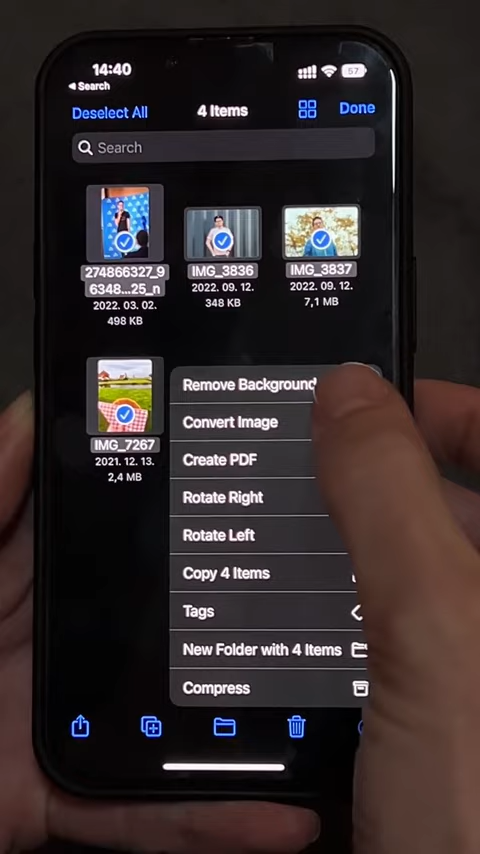 14:40
57
Search
Deselect All
4 Items
Done
Search
274866327_9
6348...25_n
2022. 03. 02.
498 KB
IMG_3836
2022. 09. 12.
348 KB
IMG_3837
2022. 09. 12.
7,1 MB
IMG_7267
2021. 12. 13.
2,4 MB
Remove Background
Convert Image
Create PDF
Rotate Right
Rotate Left
Copy 4 Items
Tags
New Folder with 4 Items
Compress